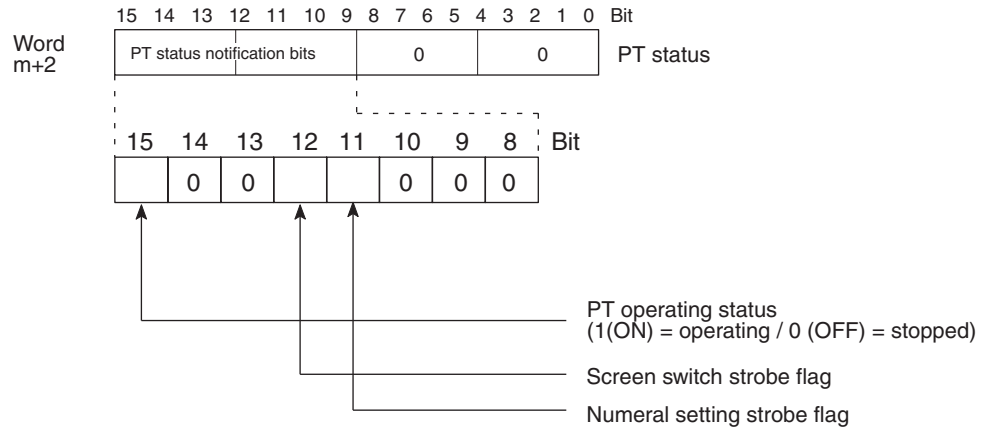 15 14 13 12 11 10 9 8 7 6 5 4 3 2 1 0 Bit
Word
m+2
PT status notification bits 0 0 PT status
15 14 13 12 11 10 9 8 Bit
0 0 0 0 0
PT operating status
(1(ON) = operating / 0 (OFF) = stopped)
Screen switch strobe flag
Numeral setting strobe flag